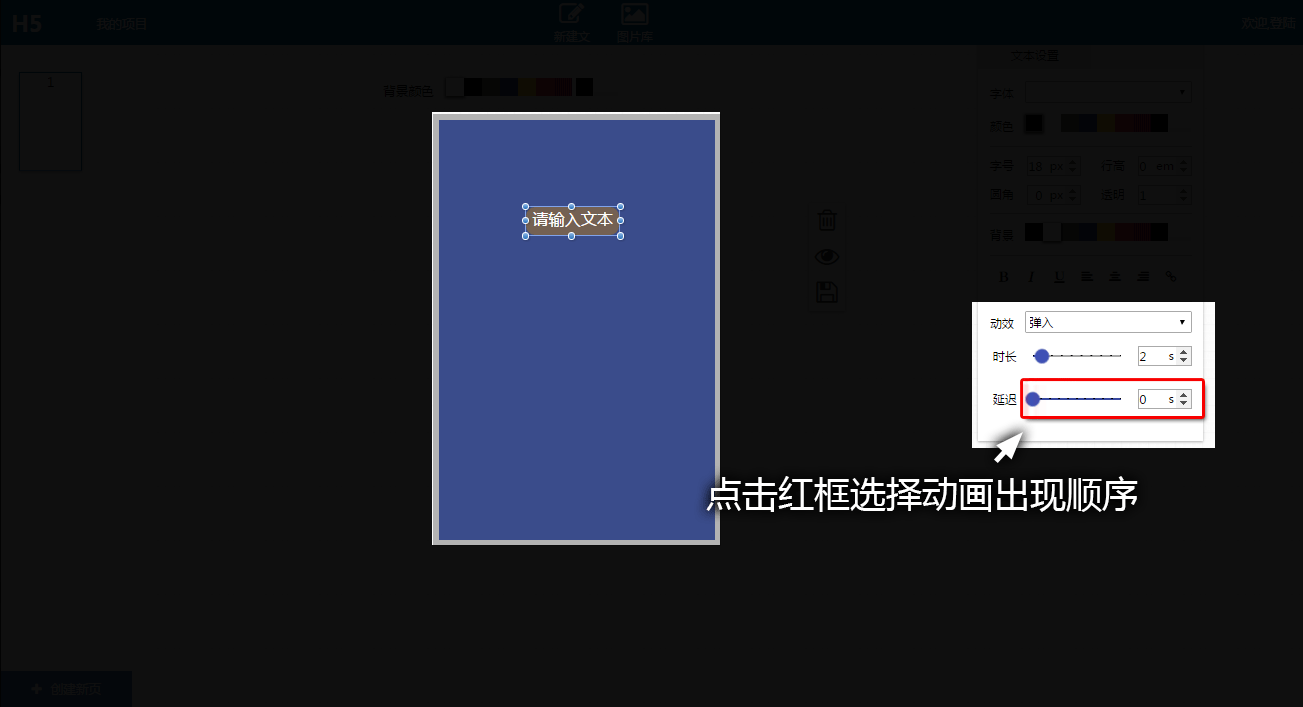 H5
我的项目
新建文
图片库
欢迎登陆
1
背景颜色
请输入文本
文本设置
字体
颜色
字号 18 px 行高 0 em
圆角 0 px 透明 1
背景
B I U
动效 弹入
时长 2 s
延迟 0 s
点击红框选择动画出现顺序
+ 创建新页